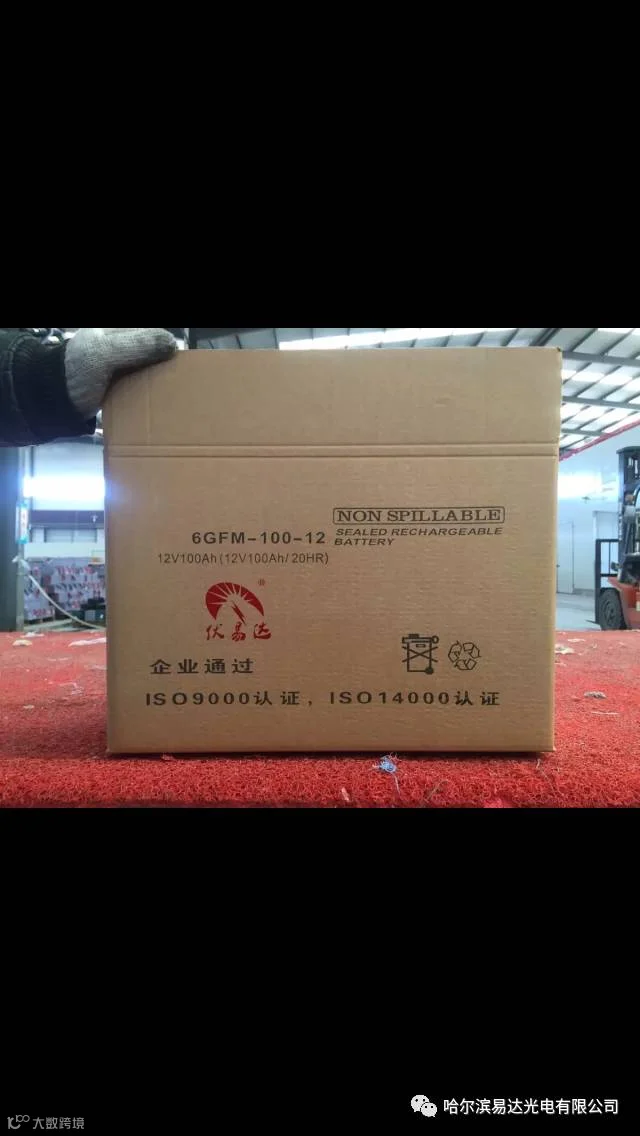 6GFM-100-12
NON SPILLABLE
SEALED RECHARGEABLE
BATTERY
12V100Ah(12V100Ah/20HR)
®
伏易达
企业通过
ISO9000认证，ISO14000认证
哈尔滨易达光电有限公司
大数跨境